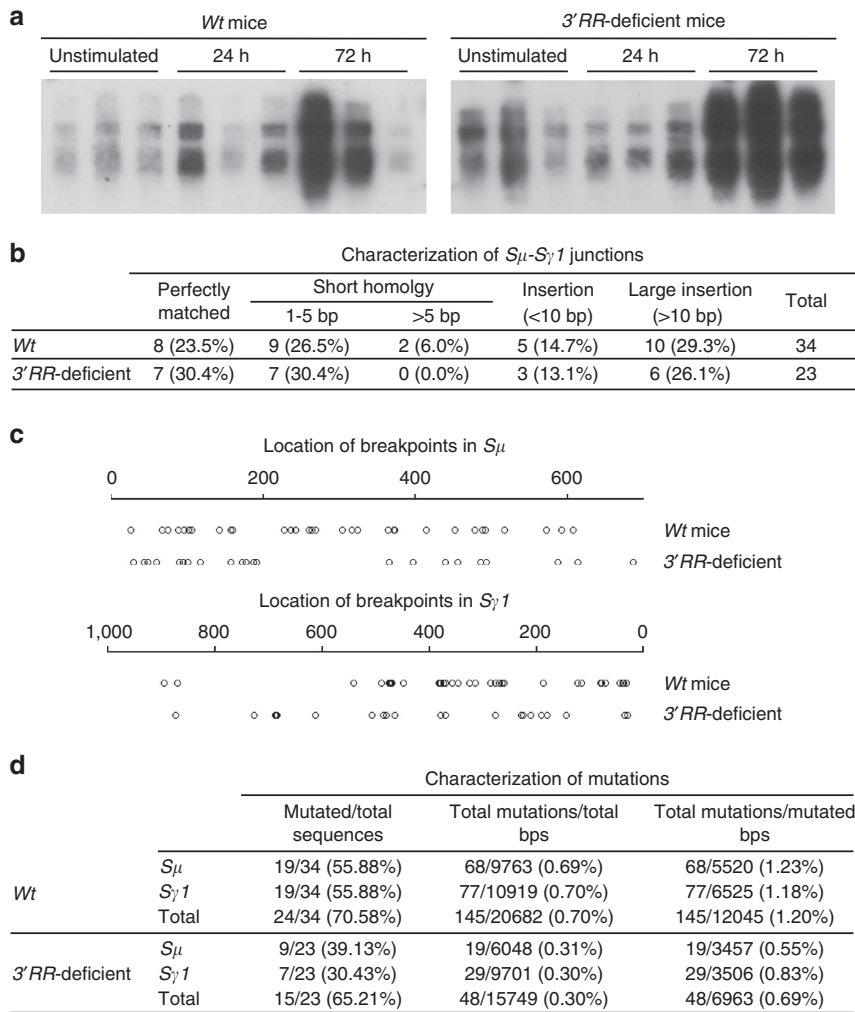 a
Wt mice 3′RR-deficient mice
Unstimulated 24 h 72 h Unstimulated 24 h 72 h
b
Characterization of Sμ-Sγ1 junctions
Perfectly matched Short homology Insertion (<10 bp) Large insertion (>10 bp) Total
1-5 bp >5 bp
Wt 8 (23.5%) 9 (26.5%) 2 (6.0%) 5 (14.7%) 10 (29.3%) 34
3′RR-deficient 7 (30.4%) 7 (30.4%) 0 (0.0%) 3 (13.1%) 6 (26.1%) 23
c
Location of breakpoints in Sμ
0 200 400 600
Wt mice
3′RR-deficient
Location of breakpoints in Sγ1
1,000 800 600 400 200 0
Wt mice
3′RR-deficient
d
Characterization of mutations
Mutated/total sequences Total mutations/total bps Total mutations/mutated bps
Wt
Sμ 19/34 (55.88%) 68/9763 (0.69%) 68/5520 (1.23%)
Sγ1 19/34 (55.88%) 77/10919 (0.70%) 77/6525 (1.18%)
Total 24/34 (70.58%) 145/20682 (0.70%) 145/12045 (1.20%)
3′RR-deficient
Sμ 9/23 (39.13%) 19/6048 (0.31%) 19/3457 (0.55%)
Sγ1 7/23 (30.43%) 29/9701 (0.30%) 29/3506 (0.83%)
Total 15/23 (65.21%) 48/15749 (0.30%) 48/6963 (0.69%)